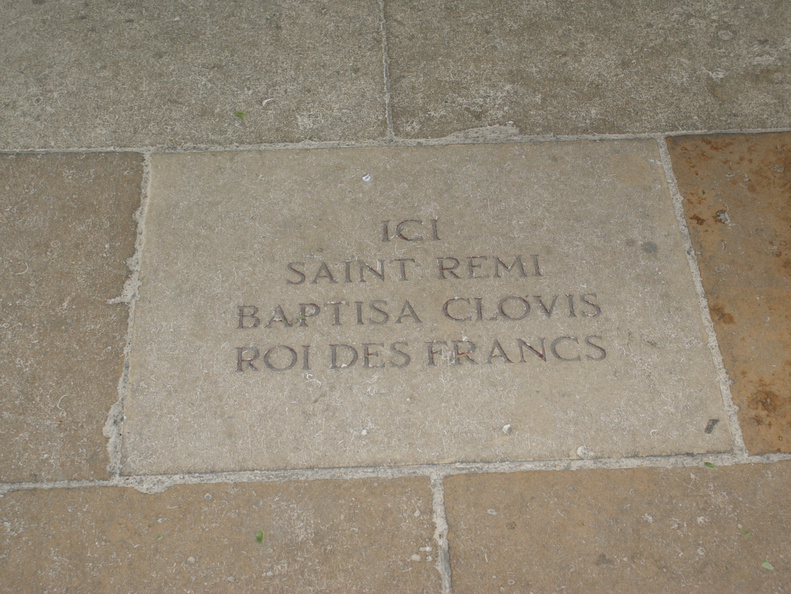 ICI
SAINT REMI
BAPTISA CLOVIS
ROI DES FRANCS